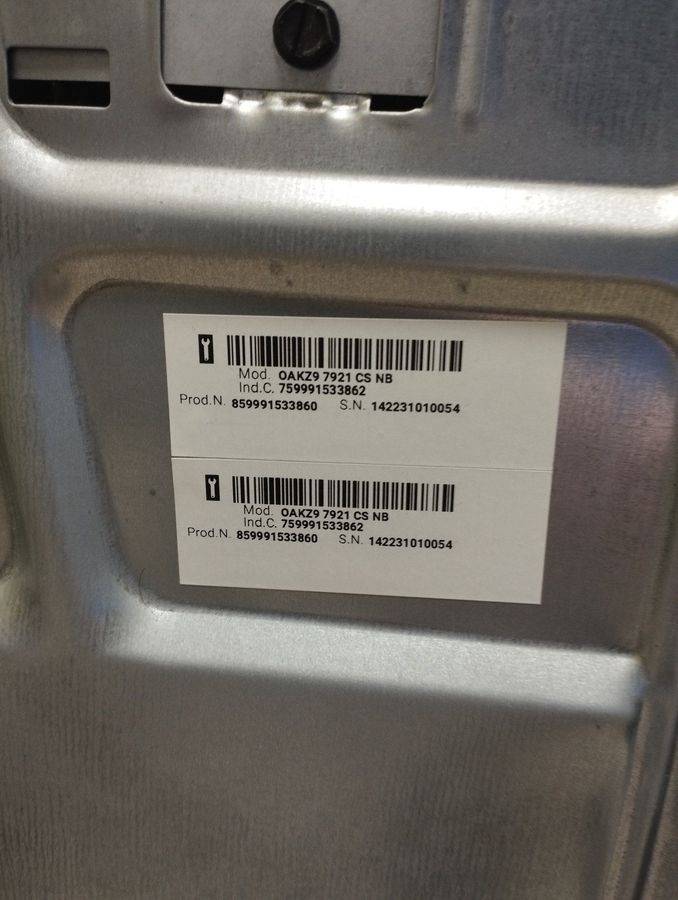 Mod. OAKZ9 7921 CS NB
Ind.C. 759991533862
Prod.N. 859991533860 S.N. 142231010054
Mod. OAKZ9 7921 CS NB
Ind.C. 759991533862
Prod.N. 859991533860 S.N. 142231010054